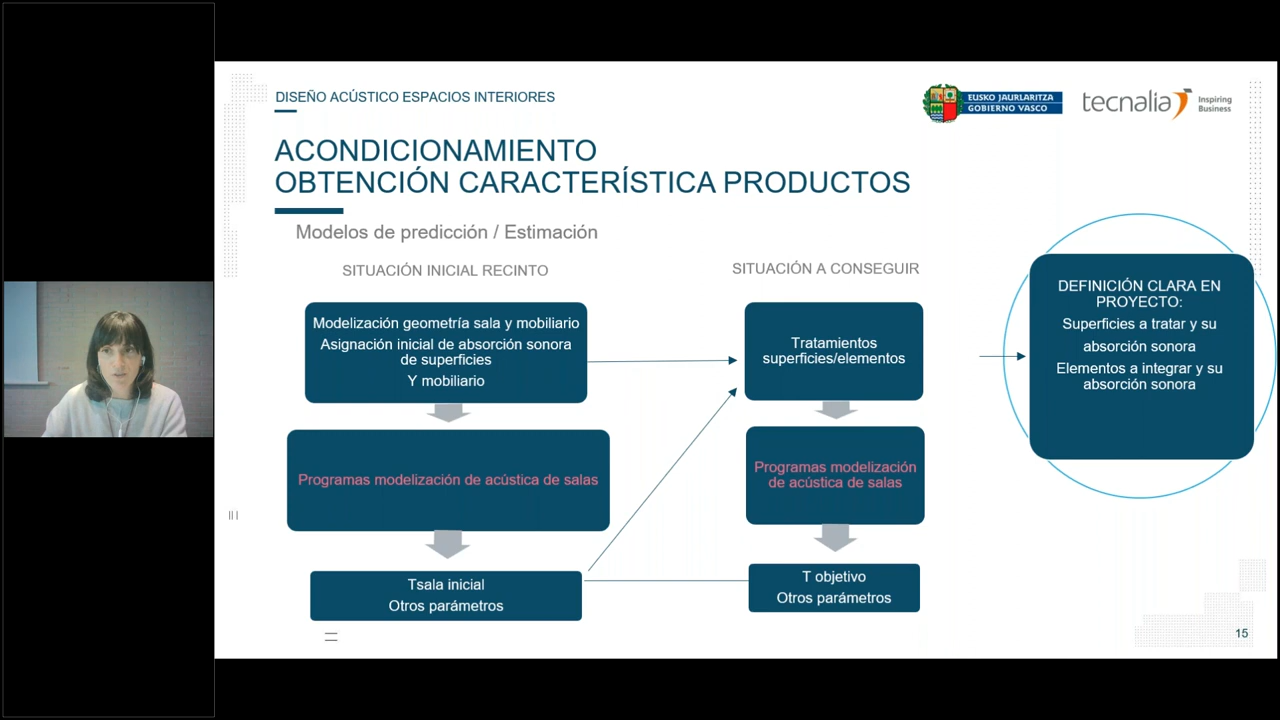 DISEÑO ACÚSTICO ESPACIOS INTERIORES
EUSKO JAURLARITZA
GOBIERNO VASCO
tecnalia
Inspiring
Business
ACONDICIONAMIENTO
OBTENCIÓN CARACTERÍSTICA PRODUCTOS
Modelos de predicción / Estimación
SITUACIÓN INICIAL RECINTO
Modelización geometría sala y mobiliario
Asignación inicial de absorción sonora
de superficies
Y mobiliario
Programas modelización de acústica de salas
Tsala inicial
Otros parámetros
SITUACIÓN A CONSEGUIR
Tratamientos
superficies/elementos
Programas modelización
de acústica de salas
T objetivo
Otros parámetros
DEFINICIÓN CLARA EN
PROYECTO:
Superficies a tratar y su
absorción sonora
Elementos a integrar y su
absorción sonora
15